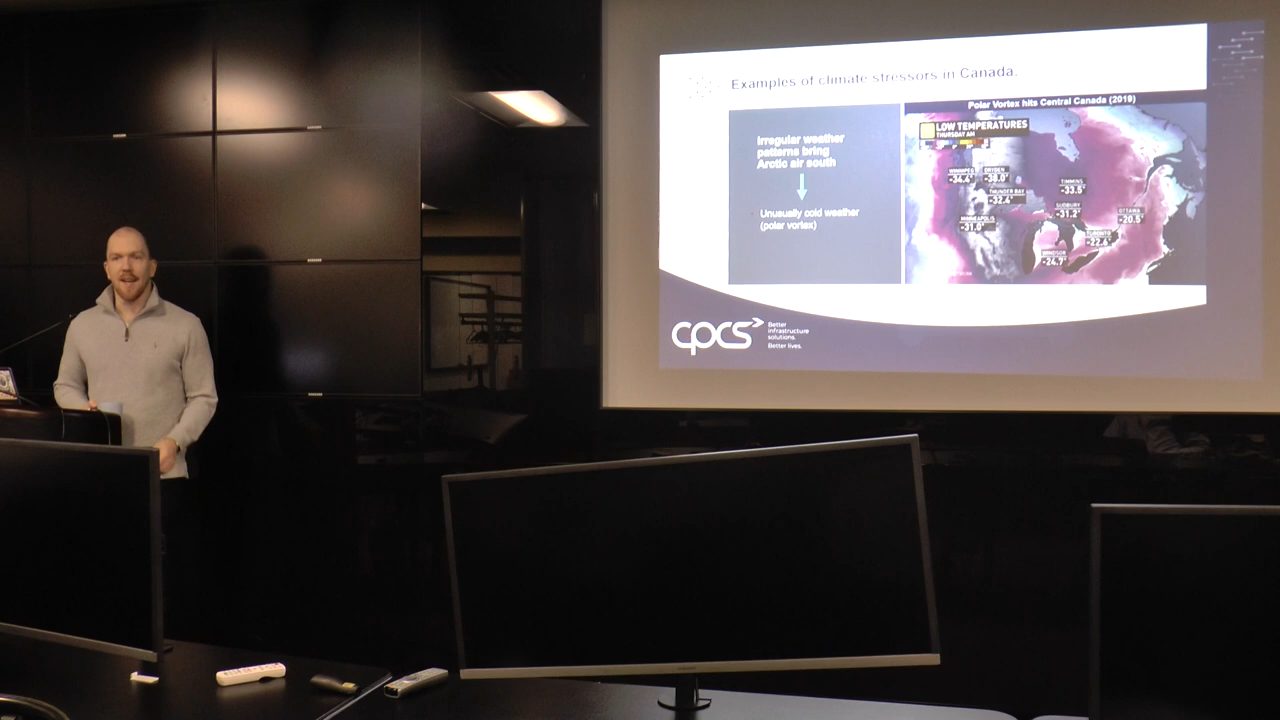 Examples of climate stressors in Canada.
Irregular weather
patterns bring
Arctic air south
Unusually cold weather
(polar vortex)
Polar Vortex hits Central Canada (2019)
LOW TEMPERATURES
THURSDAY AM
WINNIPEG
-34.4°
DRYDEN
-38.0°
THUNDER BAY
-32.4°
TIMMINS
-33.5°
MINNEAPOLIS
-31.0°
SUDBURY
-31.2°
OTTAWA
-20.5°
TORONTO
-22.6°
WINDSOR
-24.7°
cpcs
Better
infrastructure
solutions.
Better lives.